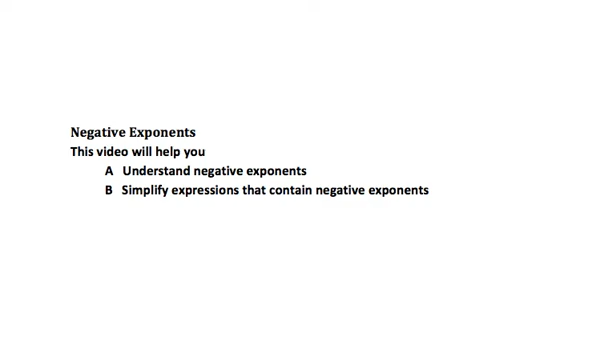 Negative Exponents
This video will help you
A Understand negative exponents
B Simplify expressions that contain negative exponents